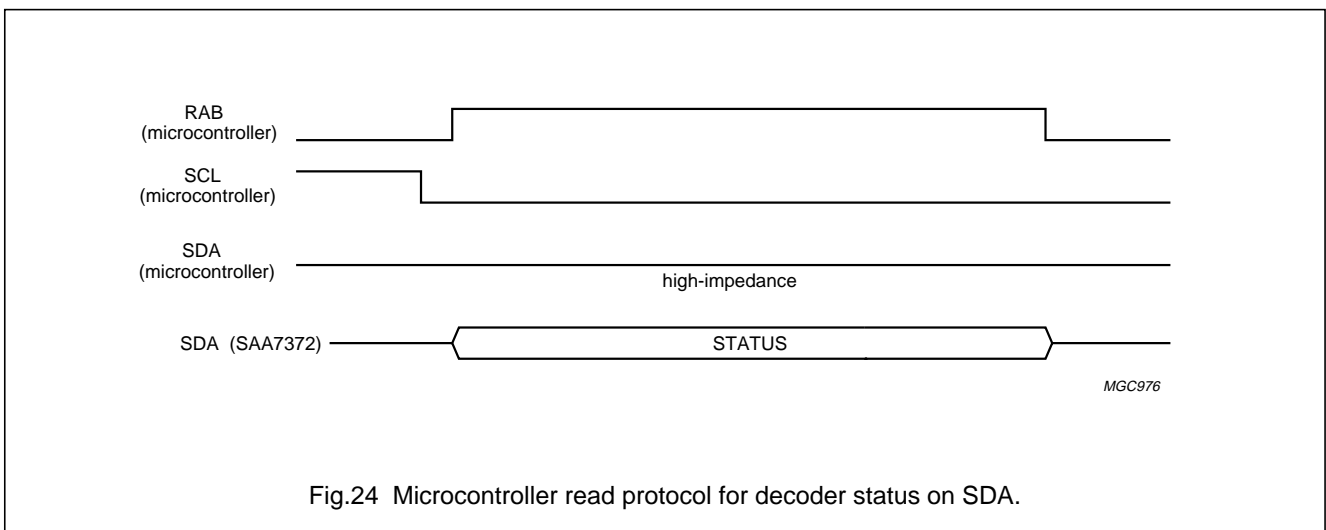 RAB
(microcontroller)
SCL
(microcontroller)
SDA
(microcontroller)
high-impedance
SDA (SAA7372)
STATUS
MGC976
Fig.24 Microcontroller read protocol for decoder status on SDA.